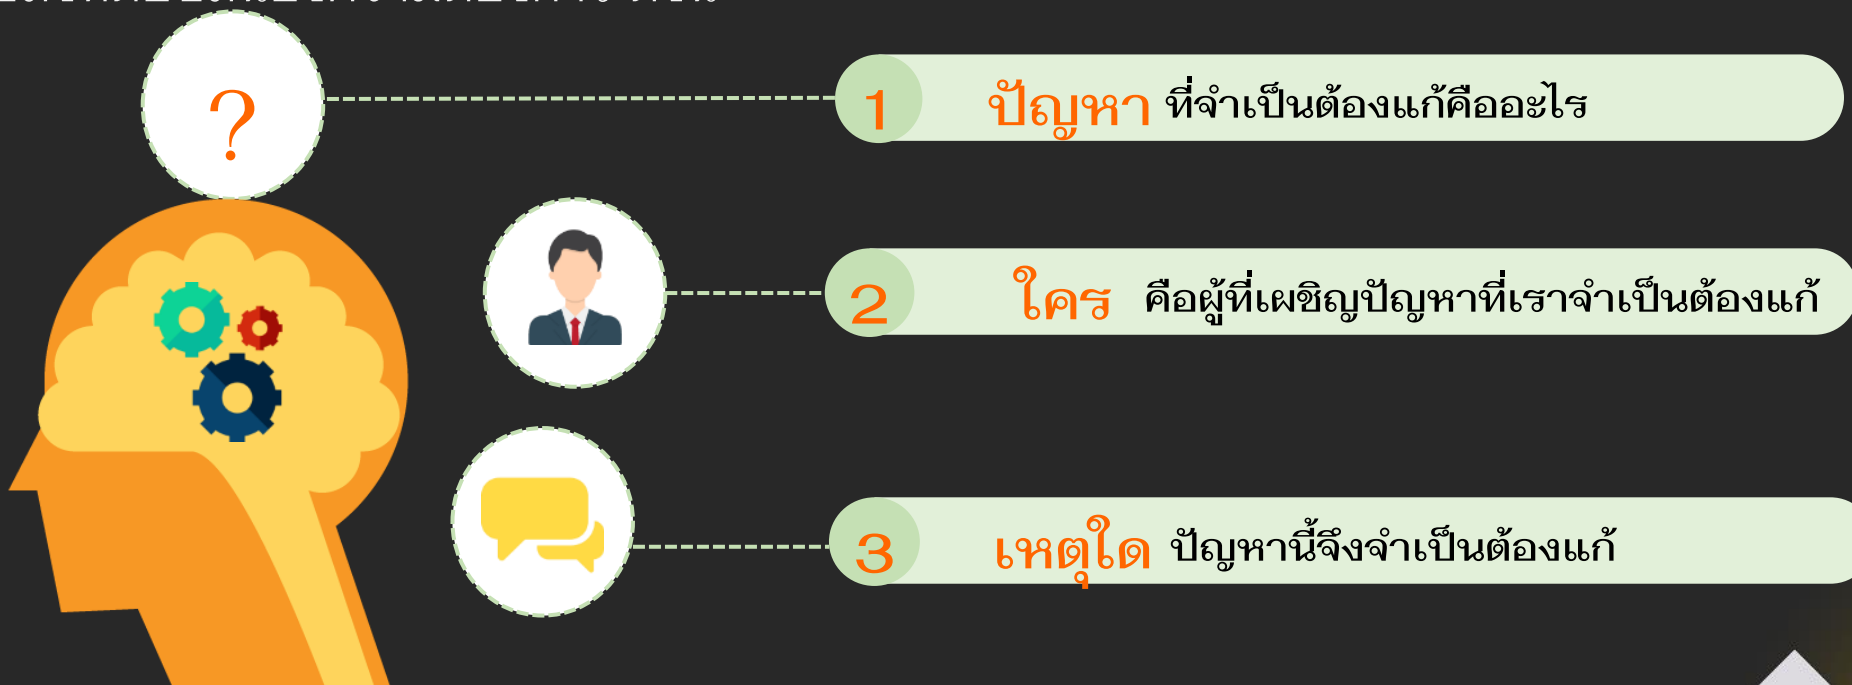 ?
1 ปัญหา ที่จำเป็นต้องแก้คืออะไร
2 ใคร คือผู้ที่เผชิญปัญหาที่เราจำเป็นต้องแก้
3 เหตุใด ปัญหานี้จึงจำเป็นต้องแก้